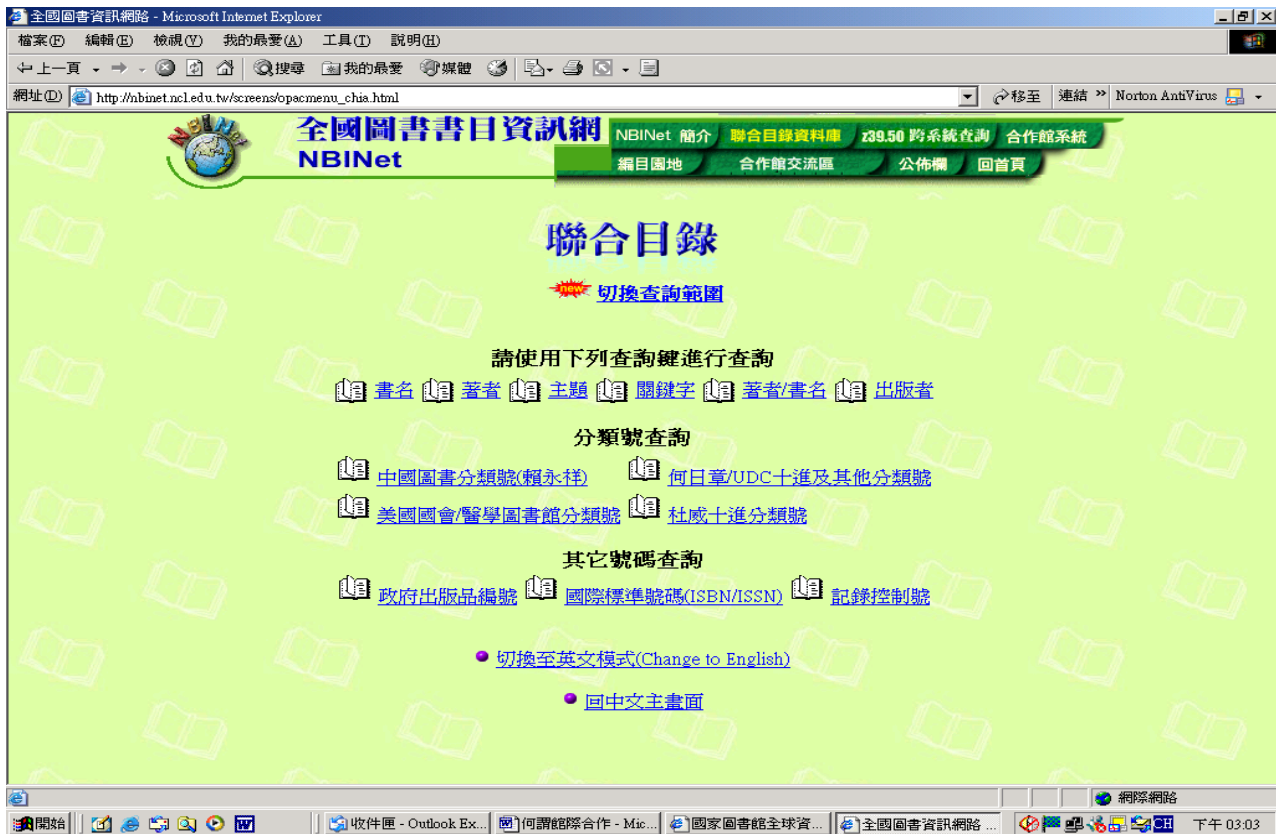 全國圖書資訊網路 - Microsoft Internet Explorer
檔案(F) 編輯(E) 檢視(V) 我的最愛(A) 工具(T) 說明(H)
上一頁 搜尋 我的最愛 媒體
網址(D) http://nbinet.ncl.edu.tw/screens/opacmenu_chia.html 移至 連結 » Norton AntiVirus
全國圖書書目資訊網 NBINet 簡介 聯合目錄資料庫 z39.50 跨系統查詢 合作館系統
NBINet 編目園地 合作館交流區 公佈欄 回首頁
聯合目錄
new 切換查詢範圍
請使用下列查詢鍵進行查詢
書名 著者 主題 關鍵字 著者/書名 出版者
分類號查詢
中國圖書分類號(賴永祥) 何日章/UDC十進及其他分類號
美國國會/醫學圖書館分類號 杜威十進分類號
其它號碼查詢
政府出版品編號 國際標準號碼(ISBN/ISSN) 記錄控制號
切換至英文模式(Change to English)
回中文主畫面
網際網路
開始 收件匣 - Outlook Ex... 何謂館際合作 - Mic... 國家圖書館全球資... 全國圖書資訊網路 ... CH 下午 03:03